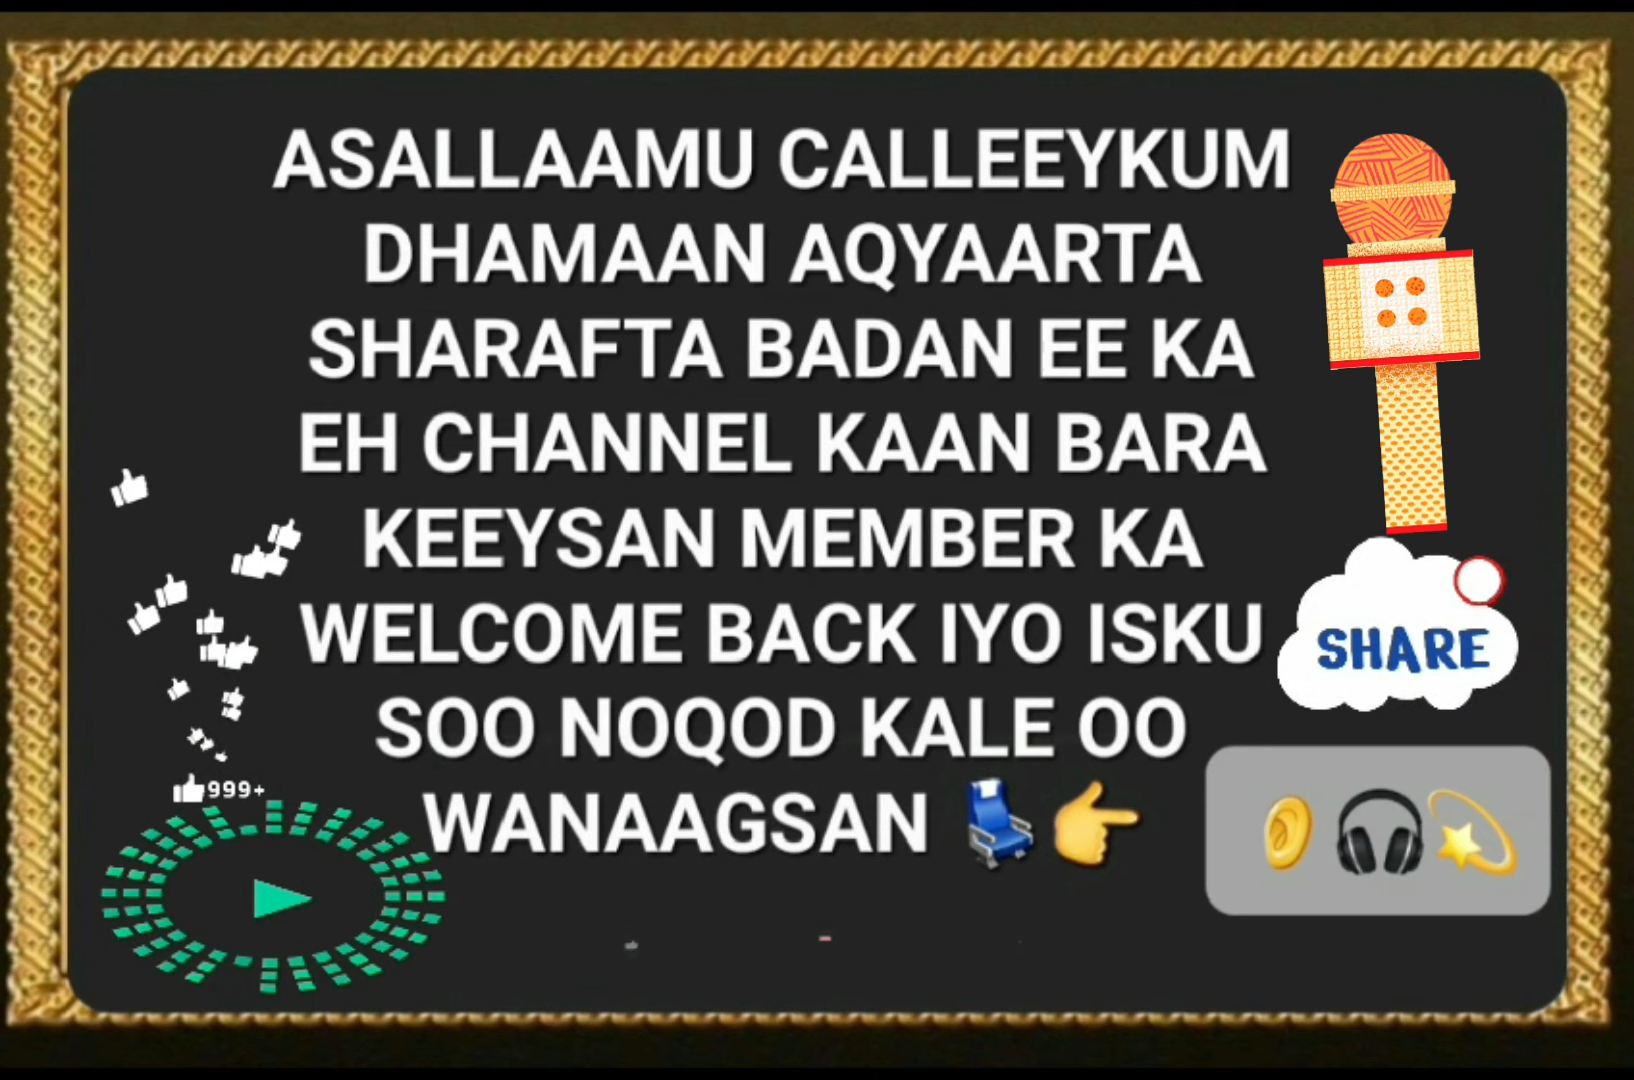 ASALLAAMU CALLEEYKUM
DHAMAAN AQYAARTA
SHARAFTA BADAN EE KA
EH CHANNEL KAAN BARA
KEEYSAN MEMBER KA
WELCOME BACK IYO ISKU
SOO NOQOD KALE OO
WANAAGSAN 💺👉
SHARE
999+